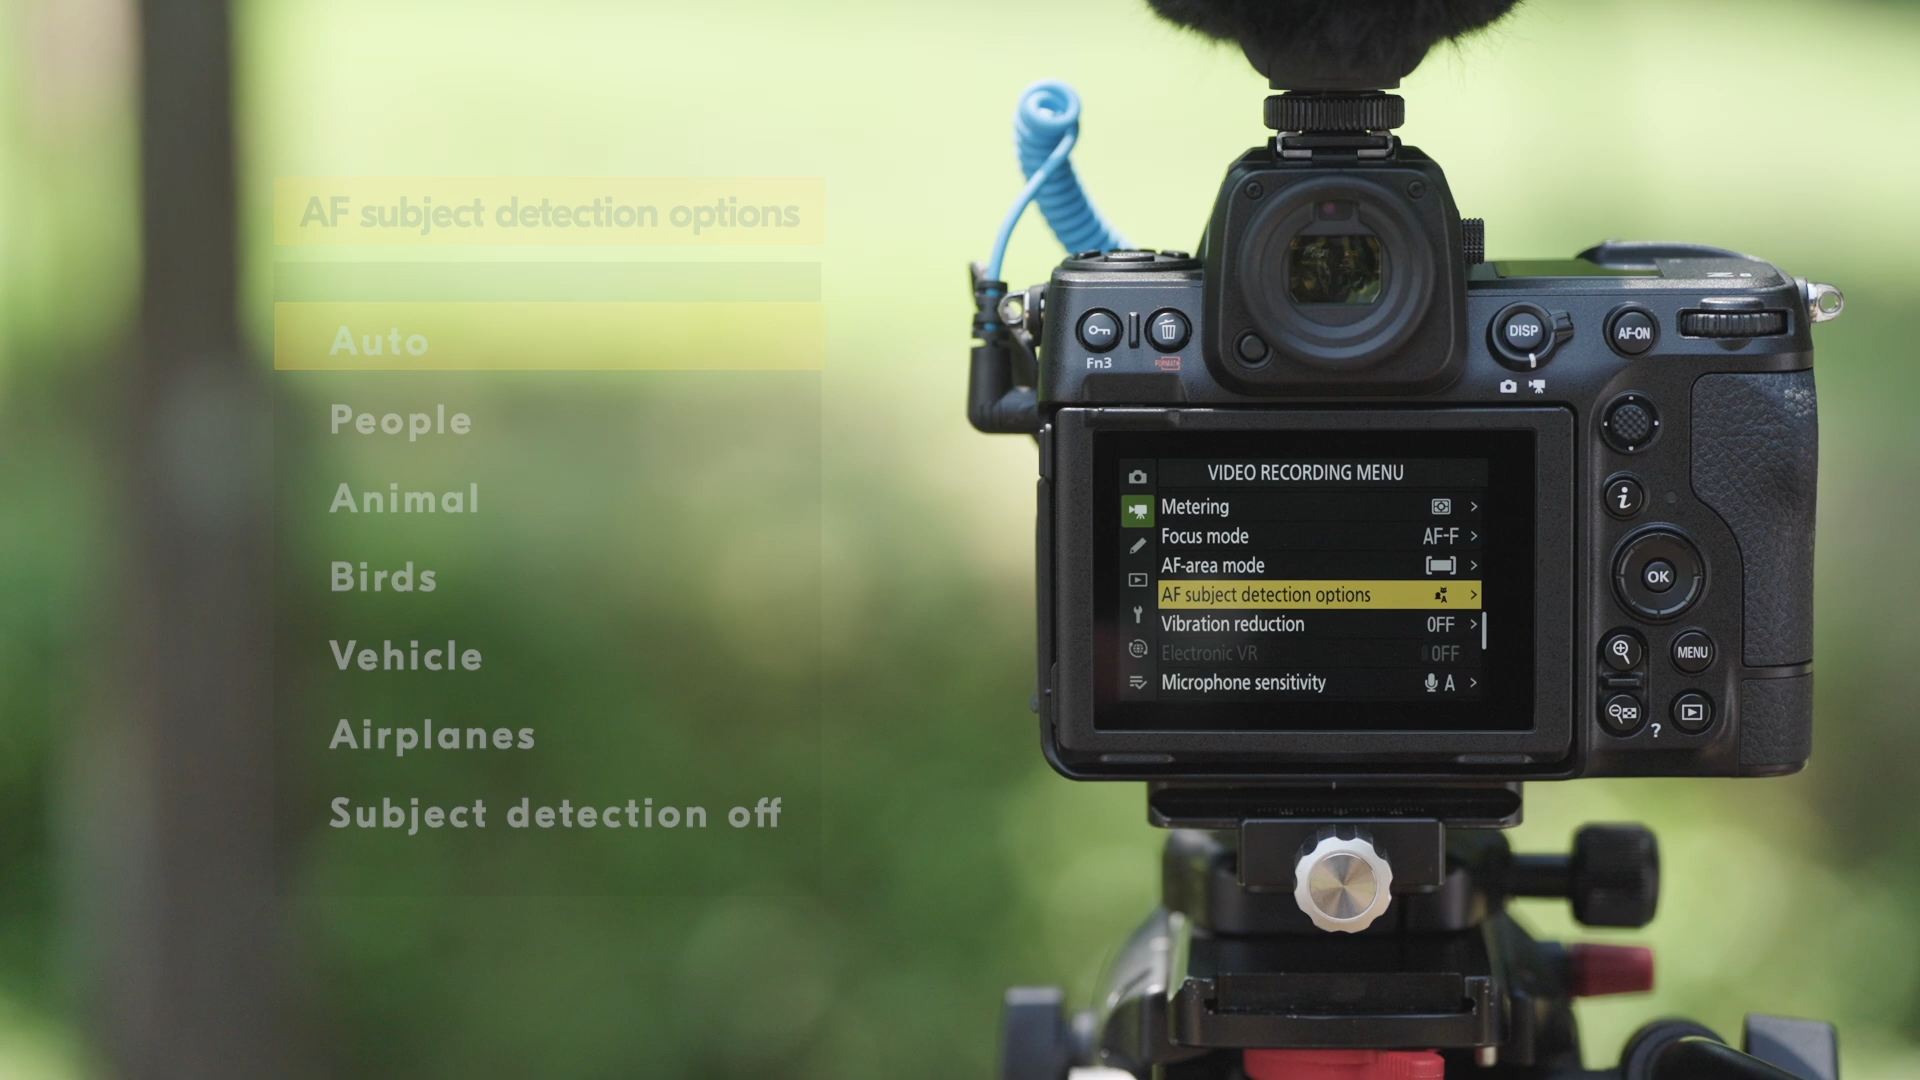 AF subject detection options
Auto
People
Animal
Birds
Vehicle
Airplanes
Subject detection off
DISP
AF-ON
Fn3
VIDEO RECORDING MENU
Metering
Focus mode AF-F
AF-area mode
AF subject detection options
Vibration reduction OFF
Electronic VR OFF
Microphone sensitivity A
i
OK
MENU
?